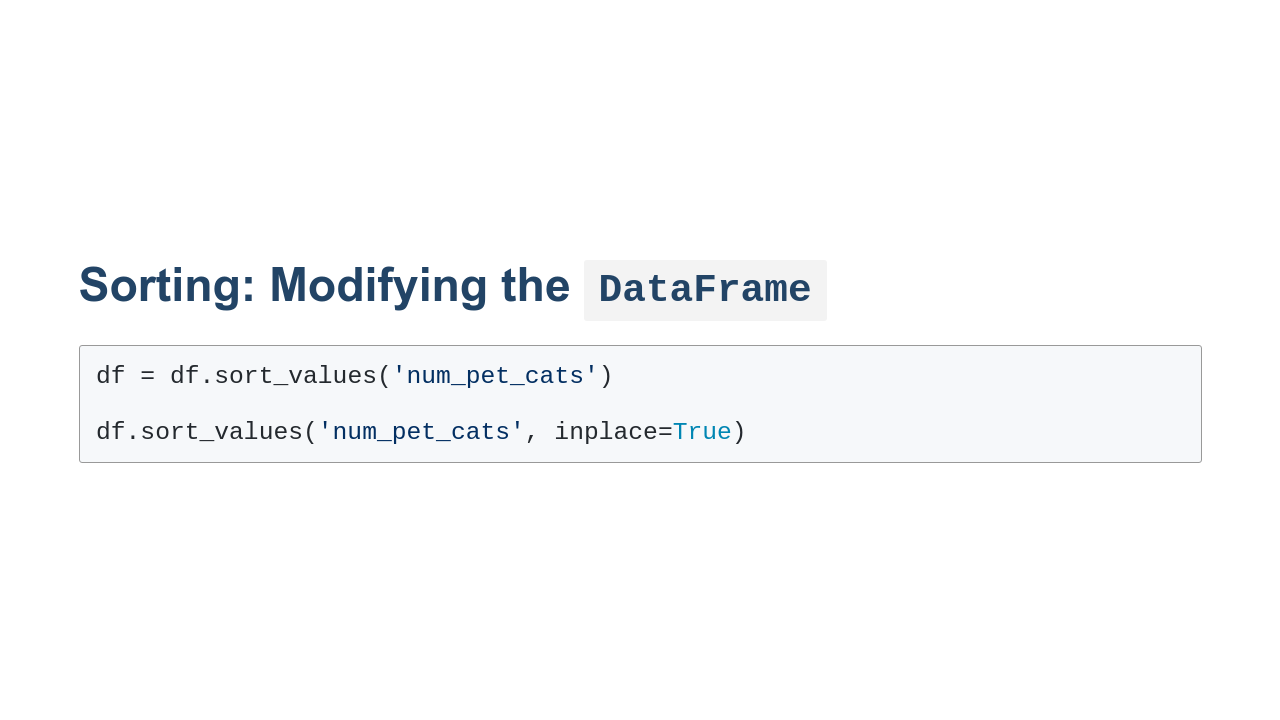 Sorting: Modifying the DataFrame
df = df.sort_values('num_pet_cats')
df.sort_values('num_pet_cats', inplace=True)